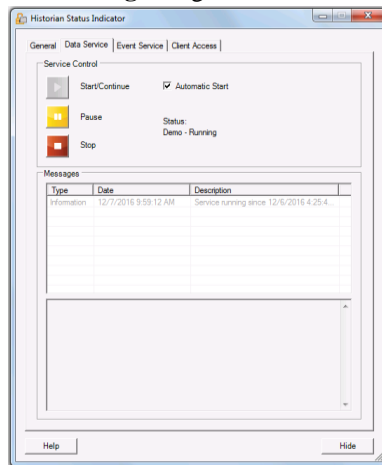 Historian Status Indicator
General Data Service Event Service Client Access
Service Control
Start/Continue Automatic Start
Pause
Status:
Demo - Running
Stop
Messages
Type Date Description
Information 12/7/2016 9:59:12 AM Service running since 12/6/2016 4:25:4...
Help Hide